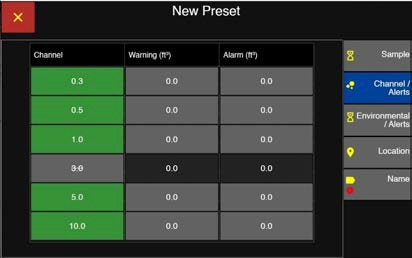 New Preset
Channel Warning (ft³) Alarm (ft³)
0.3 0.0 0.0
0.5 0.0 0.0
1.0 0.0 0.0
3.0 0.0 0.0
5.0 0.0 0.0
10.0 0.0 0.0
Sample
Channel /
Alerts
Environmental
/ Alerts
Location
Name